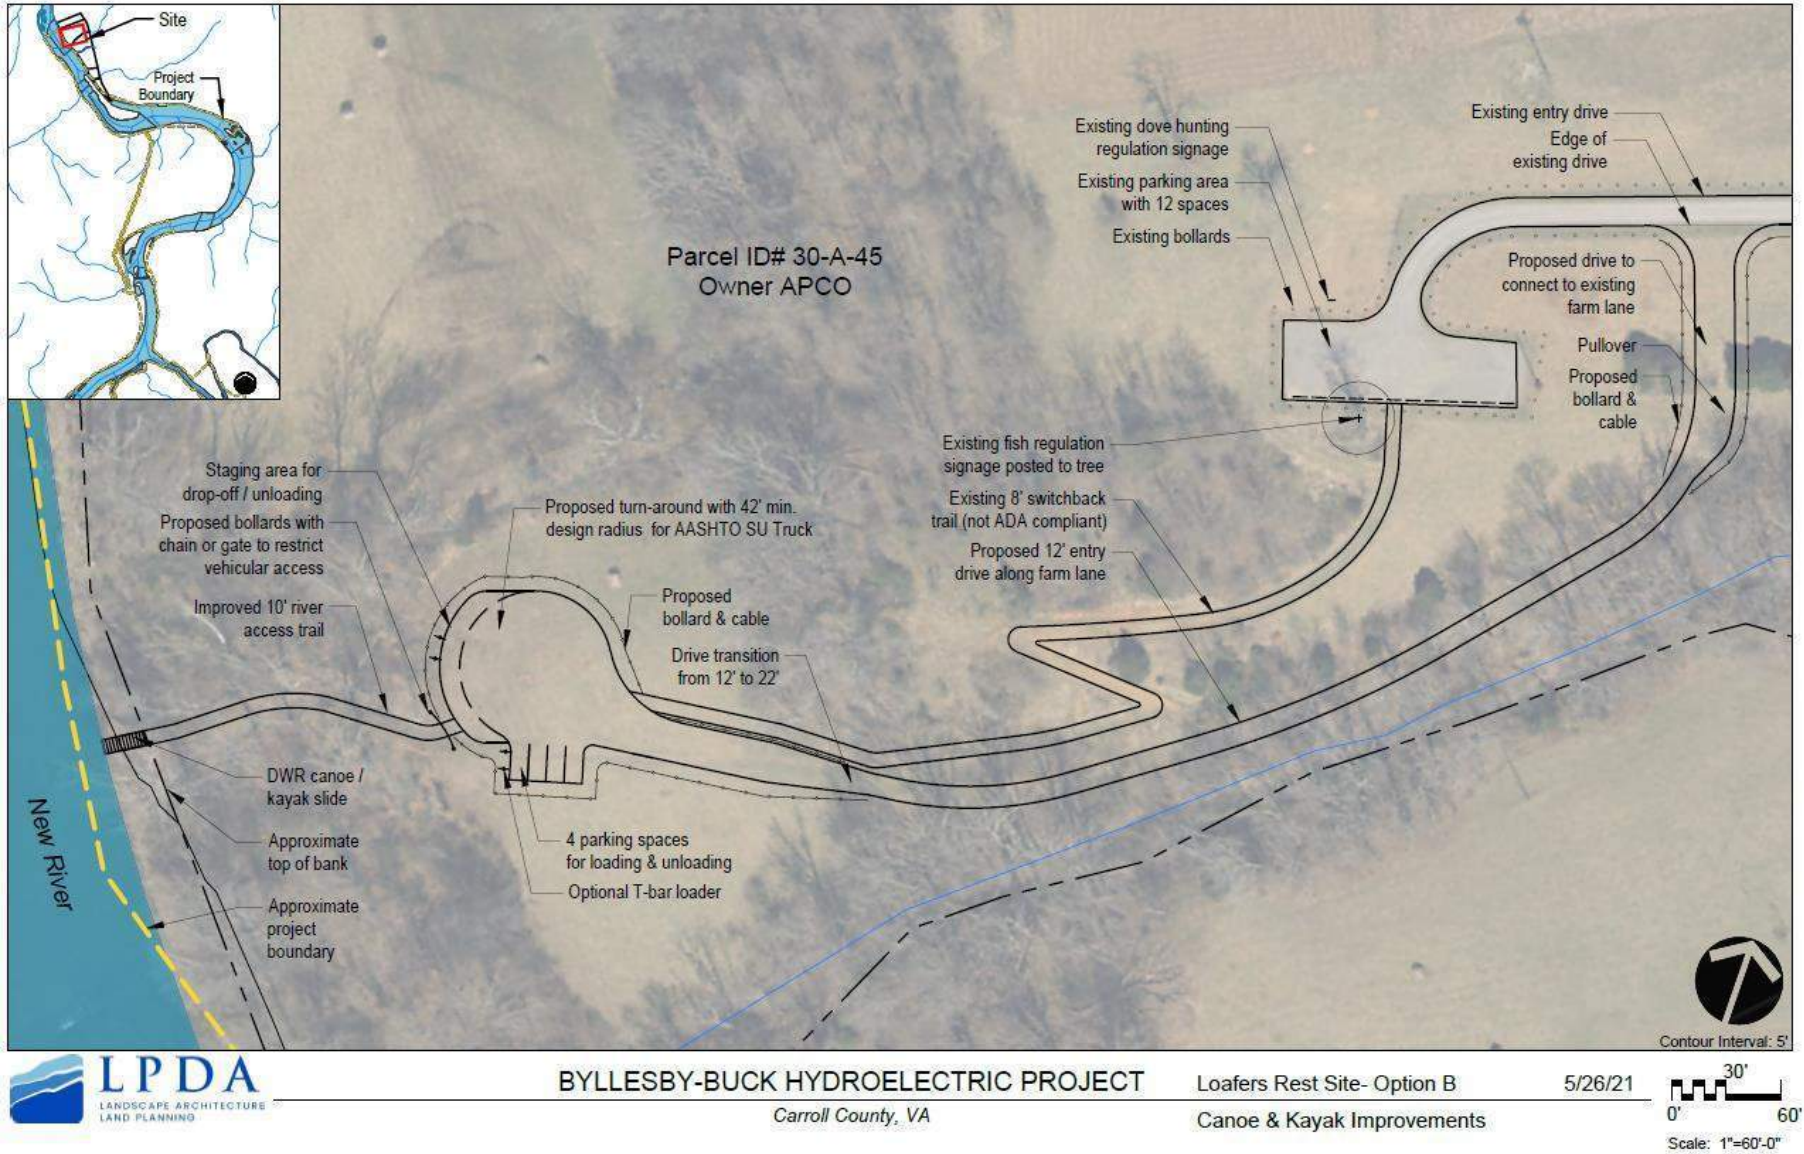 Site
Project
Boundary
Existing dove hunting
regulation signage
Existing parking area
with 12 spaces
Existing bollards
Existing entry drive
Edge of
existing drive
Parcel ID# 30-A-45
Owner APCO
Proposed drive to
connect to existing
farm lane
Pullover
Proposed
bollard &
cable
Existing fish regulation
signage posted to tree
Existing 8' switchback
trail (not ADA compliant)
Proposed 12' entry
drive along farm lane
Staging area for
drop-off / unloading
Proposed bollards with
chain or gate to restrict
vehicular access
Improved 10' river
access trail
Proposed turn-around with 42' min.
design radius for AASHTO SU Truck
Proposed
bollard & cable
Drive transition
from 12' to 22'
DWR canoe /
kayak slide
Approximate
top of bank
Approximate
project
boundary
New River
4 parking spaces
for loading & unloading
Optional T-bar loader
Contour Interval: 5'
LPDA
LANDSCAPE ARCHITECTURE
LAND PLANNING
BYLLESBY-BUCK HYDROELECTRIC PROJECT
Carroll County, VA
Loafers Rest Site- Option B
5/26/21
Canoe & Kayak Improvements
30'
0'
60'
Scale: 1"=60'-0"